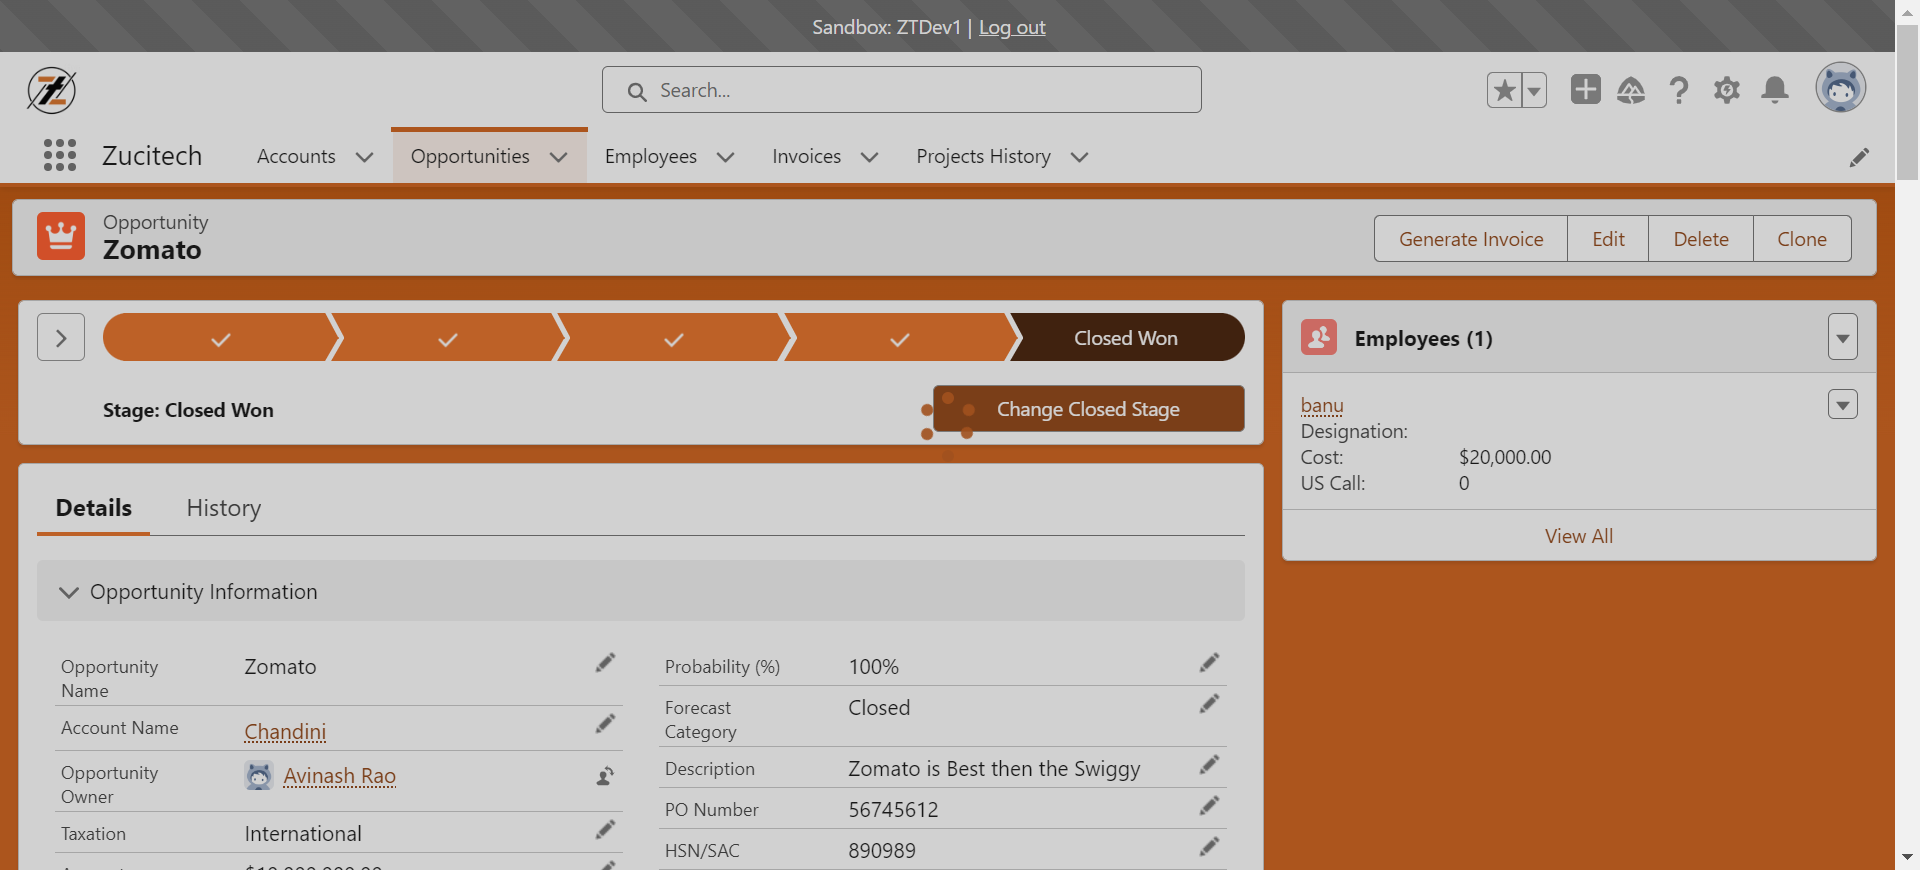 Sandbox: ZTDev1 | Log out
Search...
Zucitech
Accounts
Opportunities
Employees
Invoices
Projects History
Opportunity
Zomato
Generate Invoice
Edit
Delete
Clone
Closed Won
Stage: Closed Won
Change Closed Stage
Details
History
Opportunity Information
Opportunity Name
Zomato
Account Name
Chandini
Opportunity Owner
Avinash Rao
Taxation
International
Probability (%)
100%
Forecast Category
Closed
Description
Zomato is Best then the Swiggy
PO Number
56745612
HSN/SAC
890989
Employees (1)
banu
Designation:
Cost:
$20,000.00
US Call:
0
View All